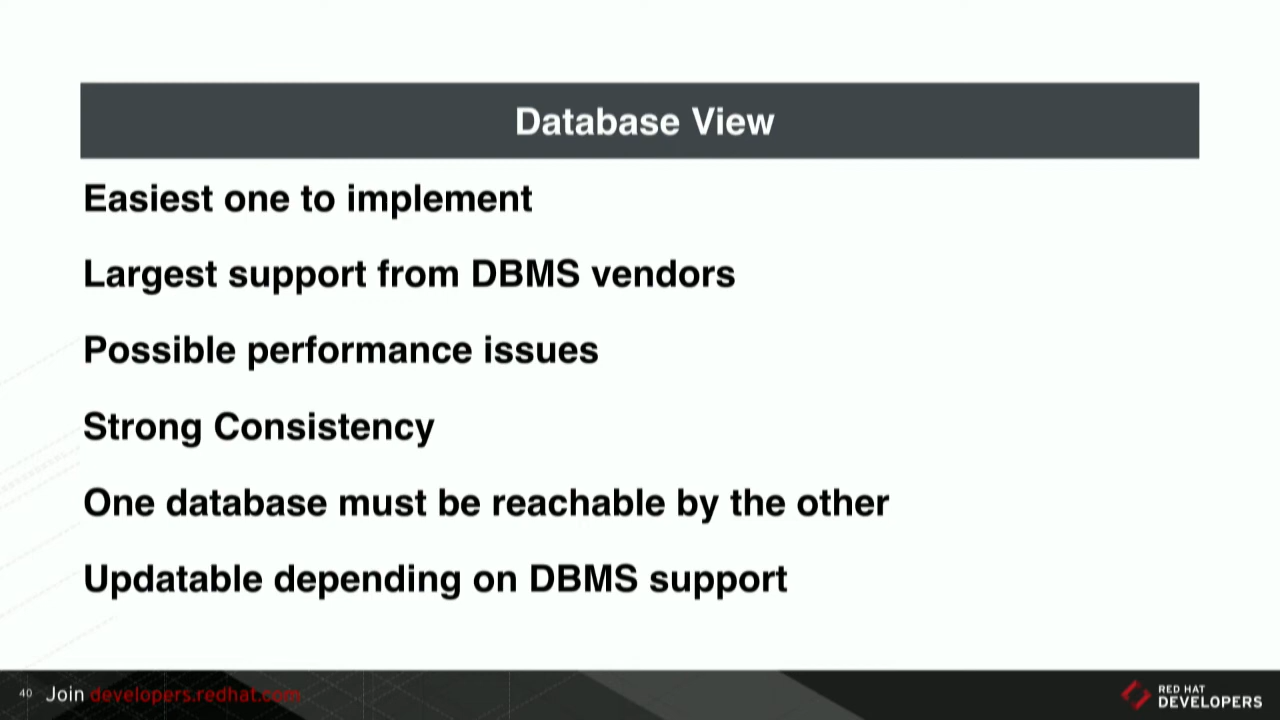 Database View
Easiest one to implement
Largest support from DBMS vendors
Possible performance issues
Strong Consistency
One database must be reachable by the other
Updatable depending on DBMS support
40 Join developers.redhat.com
RED HAT
DEVELOPERS